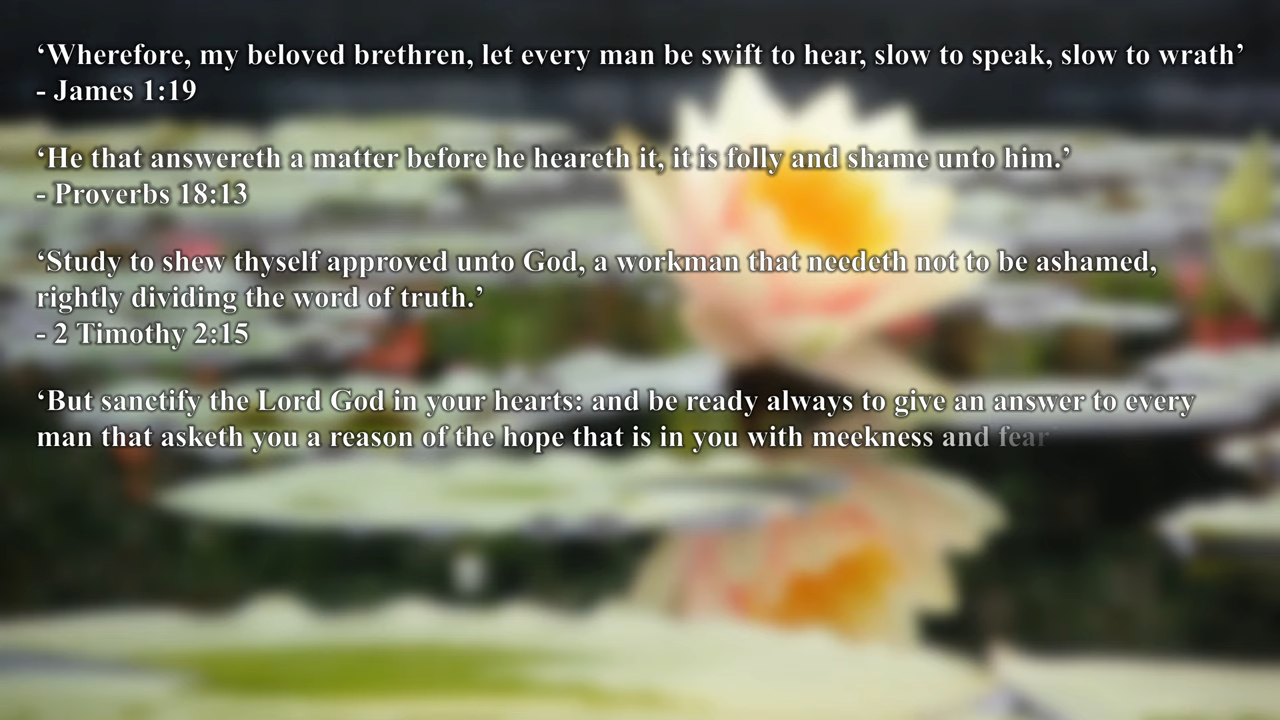 ‘Wherefore, my beloved brethren, let every man be swift to hear, slow to speak, slow to wrath’
- James 1:19
‘He that answereth a matter before he heareth it, it is folly and shame unto him.’
- Proverbs 18:13
‘Study to shew thyself approved unto God, a workman that needeth not to be ashamed,
rightly dividing the word of truth.’
- 2 Timothy 2:15
‘But sanctify the Lord God in your hearts: and be ready always to give an answer to every
man that asketh you a reason of the hope that is in you with meekness and fear’